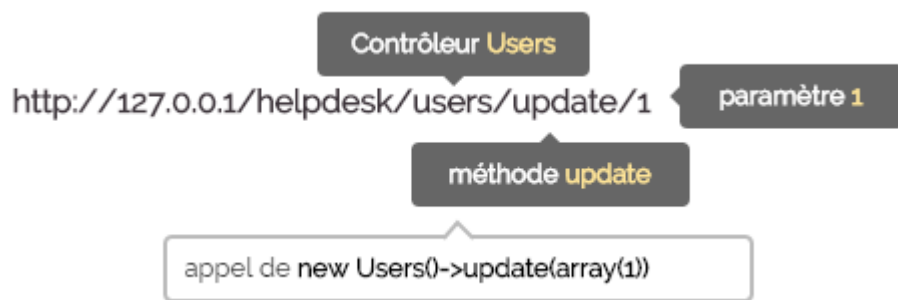 Contrôleur Users
http://127.0.0.1/helpdesk/users/update/1
paramètre 1
méthode update
appel de new Users()->update(array(1))